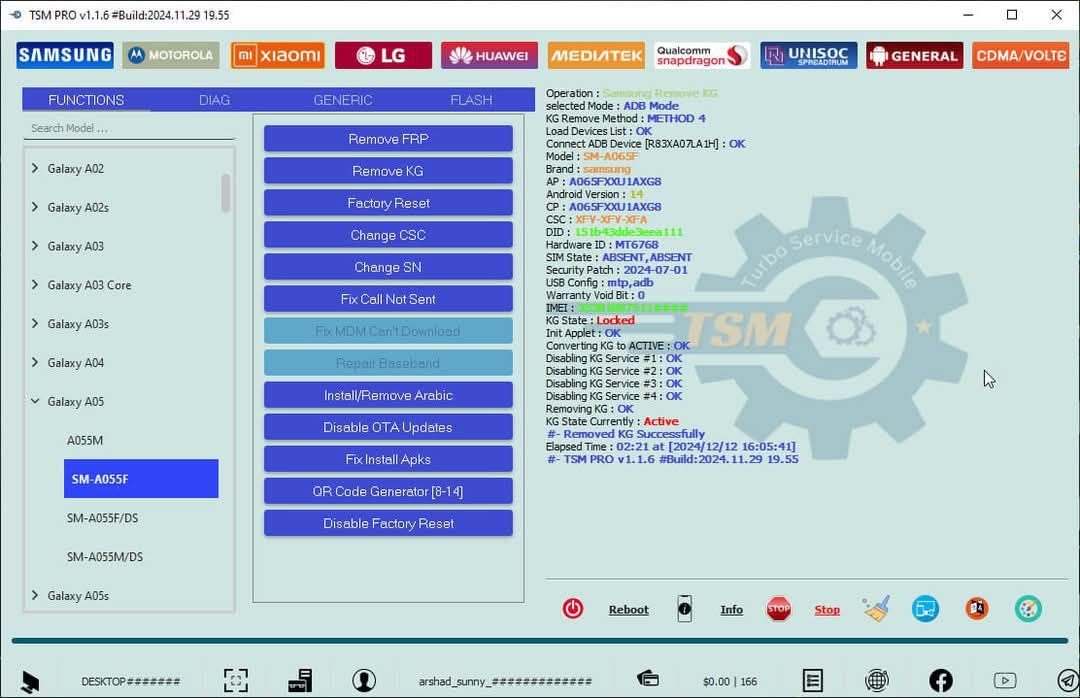 TSM PRO v1.1.6 #Build:2024.11.29 19.55
SAMSUNG
MOTOROLA
mi xiaomi
LG
HUAWEI
MEDIATEK
Qualcomm
snapdragon
UNISOC
SPREADTRUM
GENERAL
CDMA/VOLTE
FUNCTIONS
DIAG
GENERIC
FLASH
Search Model ...
Galaxy A02
Galaxy A02s
Galaxy A03
Galaxy A03 Core
Galaxy A03s
Galaxy A04
Galaxy A05
A055M
SM-A055F
SM-A055F/DS
SM-A055M/DS
Galaxy A05s
Remove FRP
Remove KG
Factory Reset
Change CSC
Change SN
Fix Call Not Sent
Fix MDM Can't Download
Repair Baseband
Install/Remove Arabic
Disable OTA Updates
Fix Install Apks
QR Code Generator [8-14]
Disable Factory Reset
Operation : Samsung Remove KG
selected Mode : ADB Mode
KG Remove Method : METHOD 4
Load Devices List : OK
Connect ADB Device [R83XA07LA1H] : OK
Model : SM-A065F
Brand : samsung
AP : A065FXXU1AXG8
Android Version : 14
CP : A065FXXU1AXG8
CSC : XFV-XFV-XFA
DID : 151b43dde3eea111
Hardware ID : MT6768
SIM State : ABSENT,ABSENT
Security Patch : 2024-07-01
USB Config : mtp,adb
Warranty Void Bit : 0
IMEI :
KG State : Locked
Init Applet : OK
Converting KG to ACTIVE : OK
Disabling KG Service #1 : OK
Disabling KG Service #2 : OK
Disabling KG Service #3 : OK
Disabling KG Service #4 : OK
Removing KG : OK
KG State Currently : Active
#- Removed KG Successfully
Elapsed Time : 02:21 at [2024/12/12 16:05:41]
#- TSM PRO v1.1.6 #Build:2024.11.29 19.55
Turbo Service Mobile
TSM
Reboot
Info
STOP
Stop
DESKTOP#######
arshad_sunny_#############
$0.00 | 166